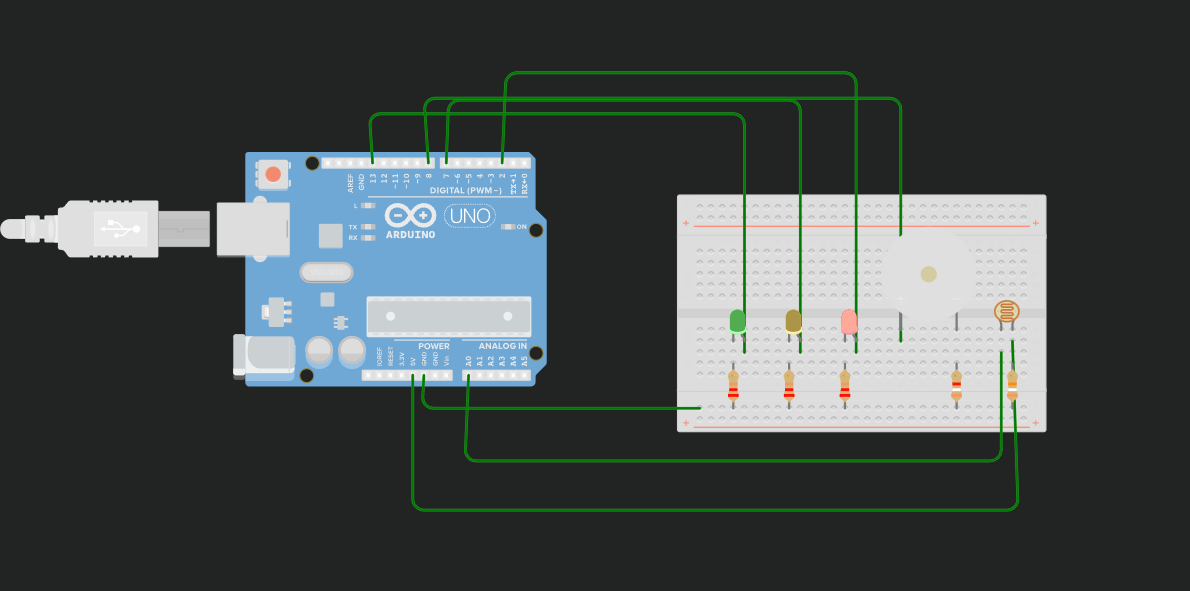 AREF
GND
13
12
~11
~10
~9
8
7
~6
~5
4
~3
2
TX→1
RX←0
DIGITAL (PWM~)
L
TX
RX
UNO
ON
ARDUINO
POWER
ANALOG IN
IOREF
RESET
3.3V
5V
GND
GND
Vin
A0
A1
A2
A3
A4
A5
+
+
+
+